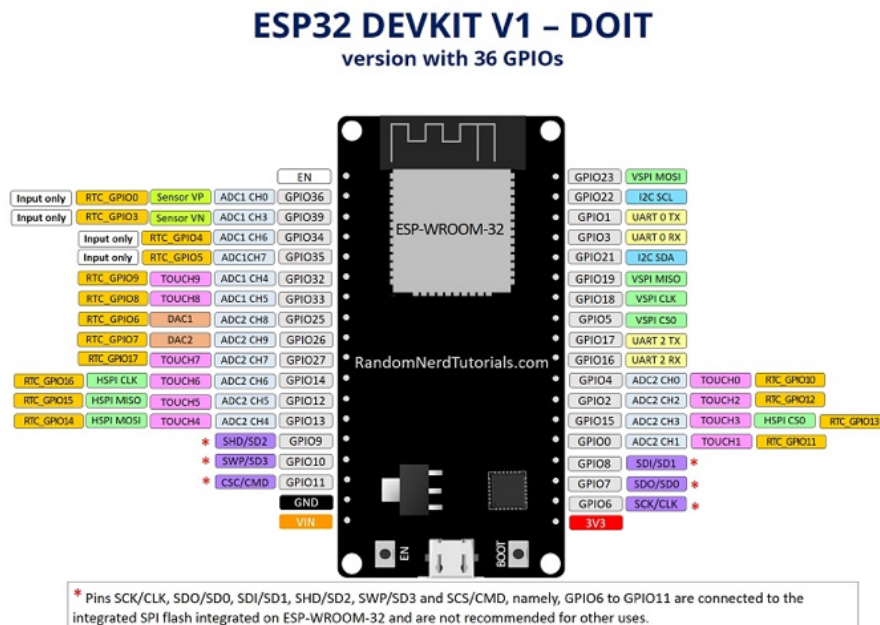 ESP32 DEVKIT V1 – DOIT
version with 36 GPIOs
EN
Input only RTC_GPIO0 Sensor VP ADC1 CH0 GPIO36
Input only RTC_GPIO3 Sensor VN ADC1 CH3 GPIO39
Input only RTC_GPIO4 ADC1 CH6 GPIO34
Input only RTC_GPIO5 ADC1CH7 GPIO35
RTC_GPIO9 TOUCH9 ADC1 CH4 GPIO32
RTC_GPIO8 TOUCH8 ADC1 CH5 GPIO33
RTC_GPIO6 DAC1 ADC2 CH8 GPIO25
RTC_GPIO7 DAC2 ADC2 CH9 GPIO26
RTC_GPIO17 TOUCH7 ADC2 CH7 GPIO27
RTC_GPIO16 HSPI CLK TOUCH6 ADC2 CH6 GPIO14
RTC_GPIO15 HSPI MISO TOUCH5 ADC2 CH5 GPIO12
RTC_GPIO14 HSPI MOSI TOUCH4 ADC2 CH4 GPIO13
* SHD/SD2 GPIO9
* SWP/SD3 GPIO10
* CSC/CMD GPIO11
GND
VIN
ESP-WROOM-32
RandomNerdTutorials.com
EN
BOOT
GPIO23 VSPI MOSI
GPIO22 I2C SCL
GPIO1 UART 0 TX
GPIO3 UART 0 RX
GPIO21 I2C SDA
GPIO19 VSPI MISO
GPIO18 VSPI CLK
GPIO5 VSPI CS0
GPIO17 UART 2 TX
GPIO16 UART 2 RX
GPIO4 ADC2 CH0 TOUCH0 RTC_GPIO10
GPIO2 ADC2 CH2 TOUCH2 RTC_GPIO12
GPIO15 ADC2 CH3 TOUCH3 HSPI CS0 RTC_GPIO13
GPIO0 ADC2 CH1 TOUCH1 RTC_GPIO11
GPIO8 SDI/SD1 *
GPIO7 SDO/SD0 *
GPIO6 SCK/CLK *
3V3
* Pins SCK/CLK, SDO/SD0, SDI/SD1, SHD/SD2, SWP/SD3 and SCS/CMD, namely, GPIO6 to GPIO11 are connected to the
integrated SPI flash integrated on ESP-WROOM-32 and are not recommended for other uses.